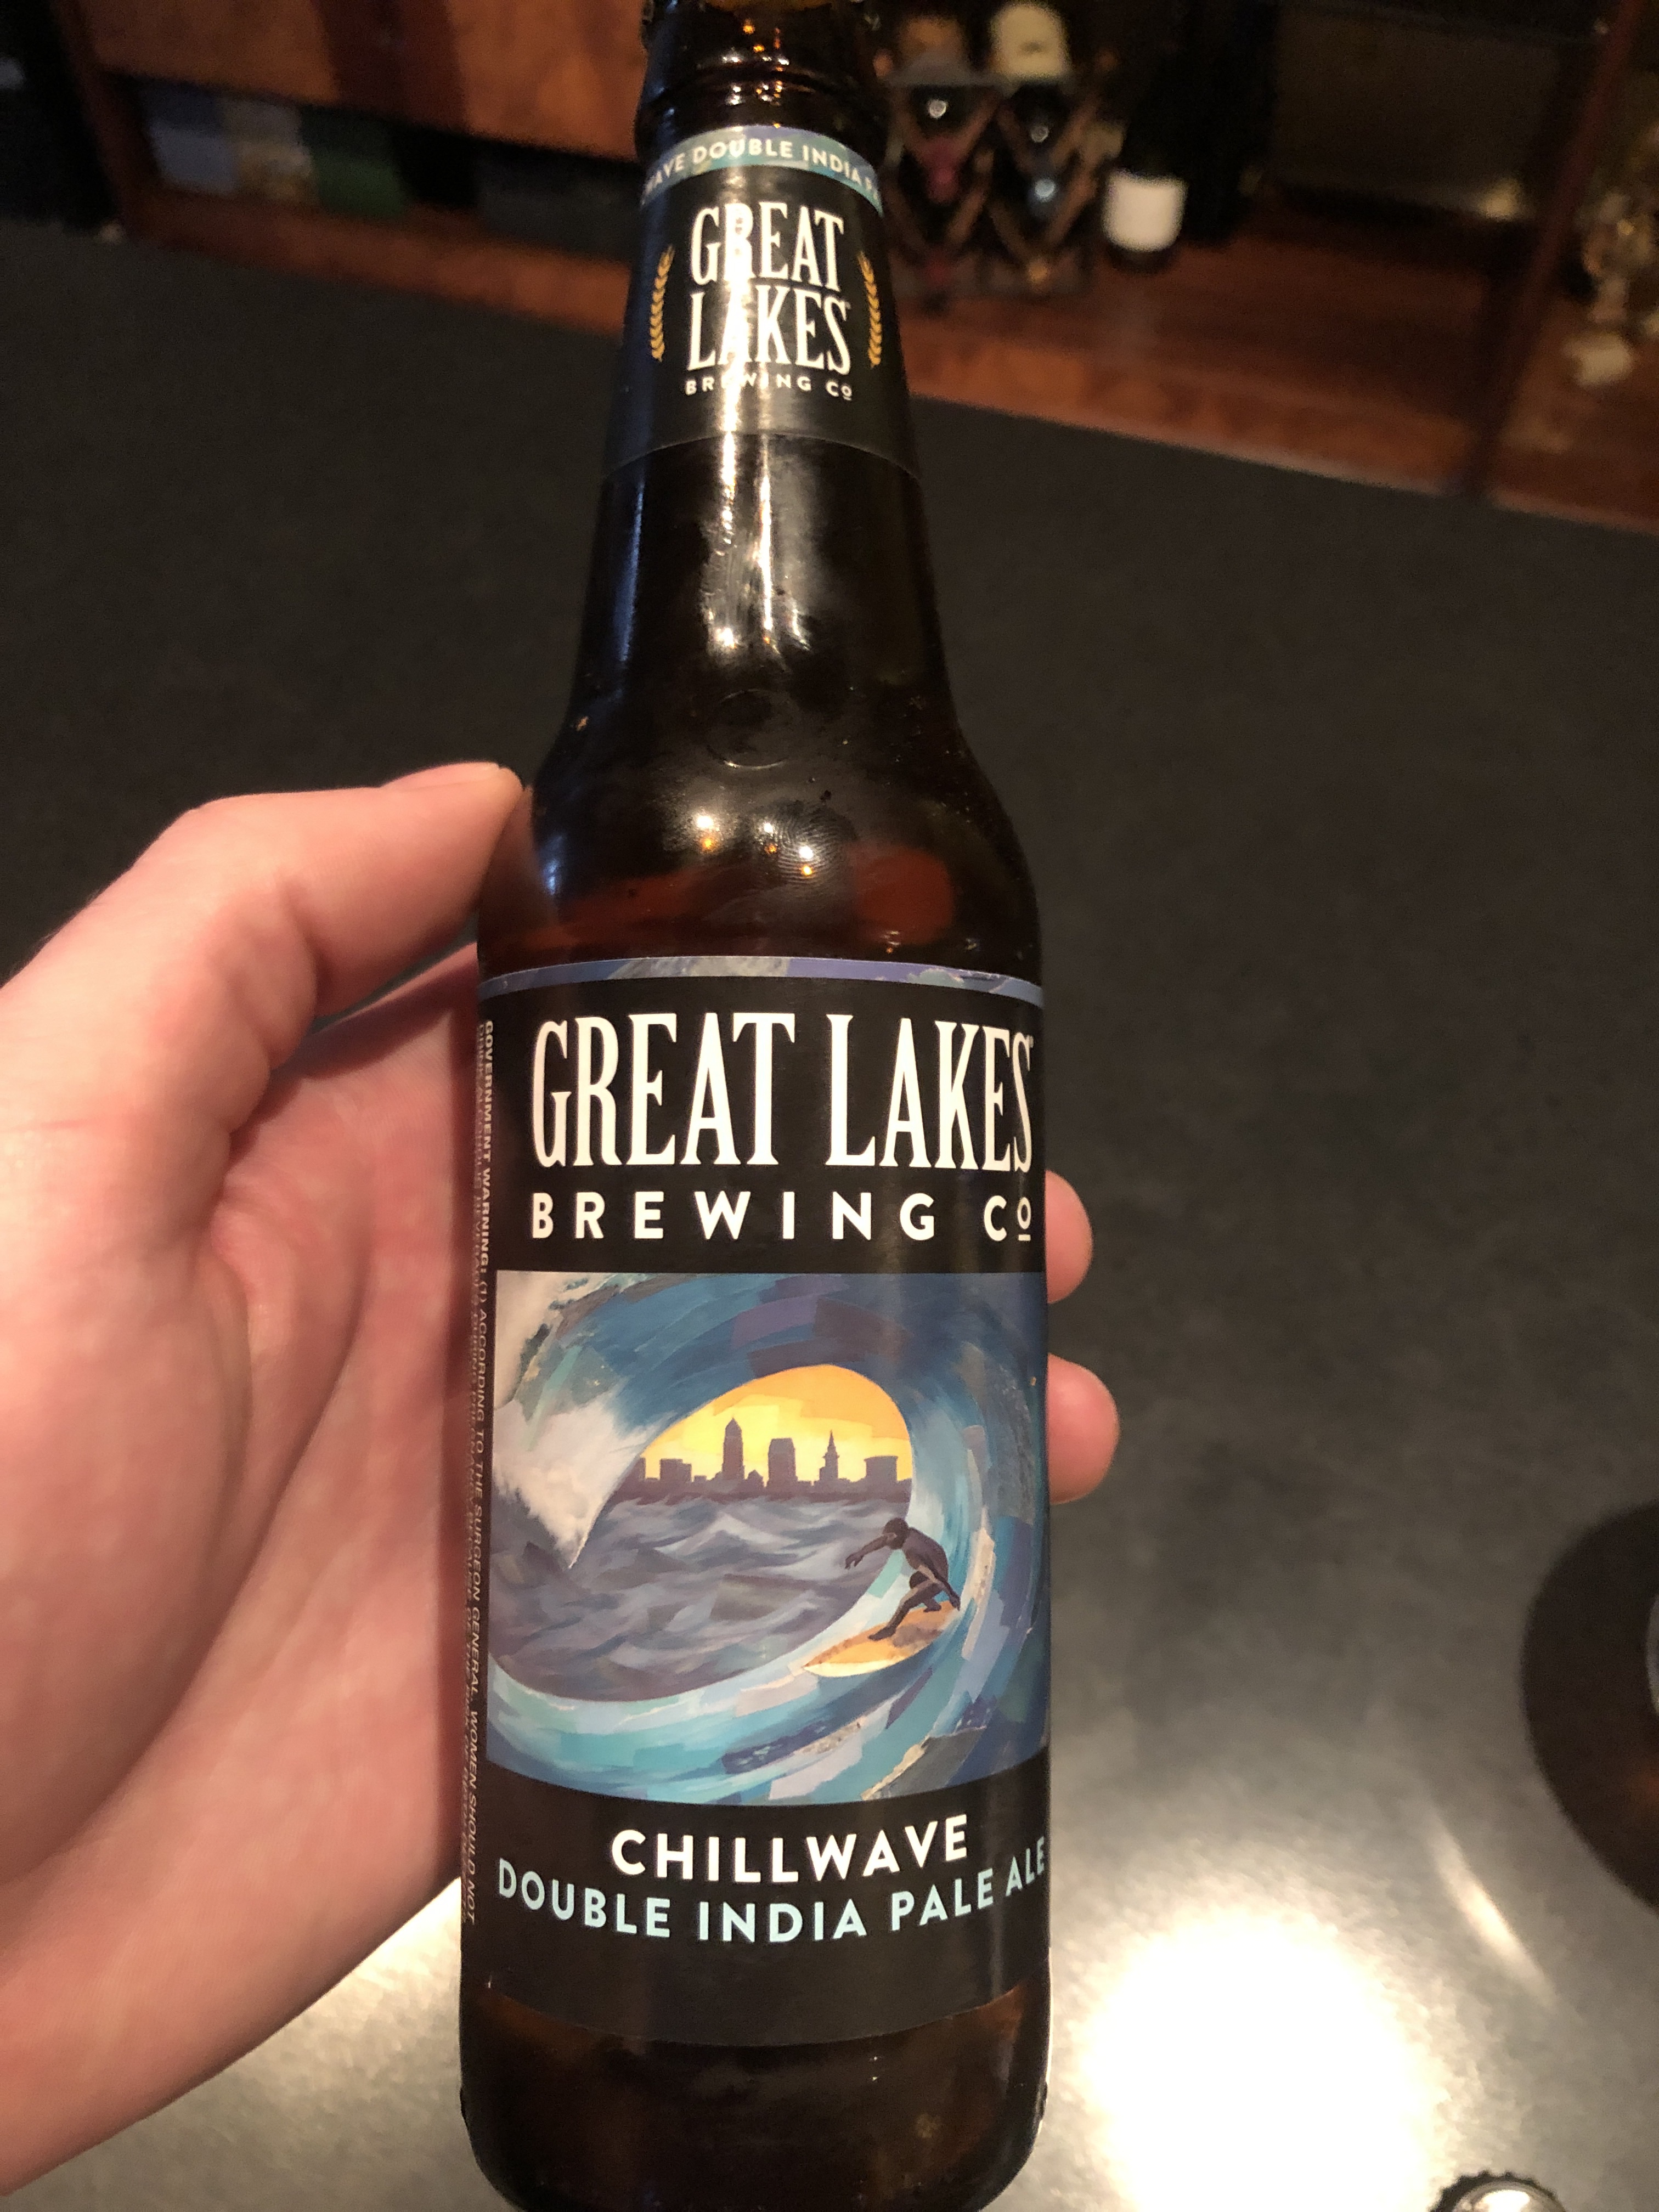 AVE DOUBLE INDIA P
GREAT
LAKES
BREWING Co
GREAT LAKES
BREWING Co
CHILLWAVE
DOUBLE INDIA PALE ALE
GOVERNMENT WARNING: (1) ACCORDING TO THE SURGEON GENERAL, WOMEN SHOULD NOT